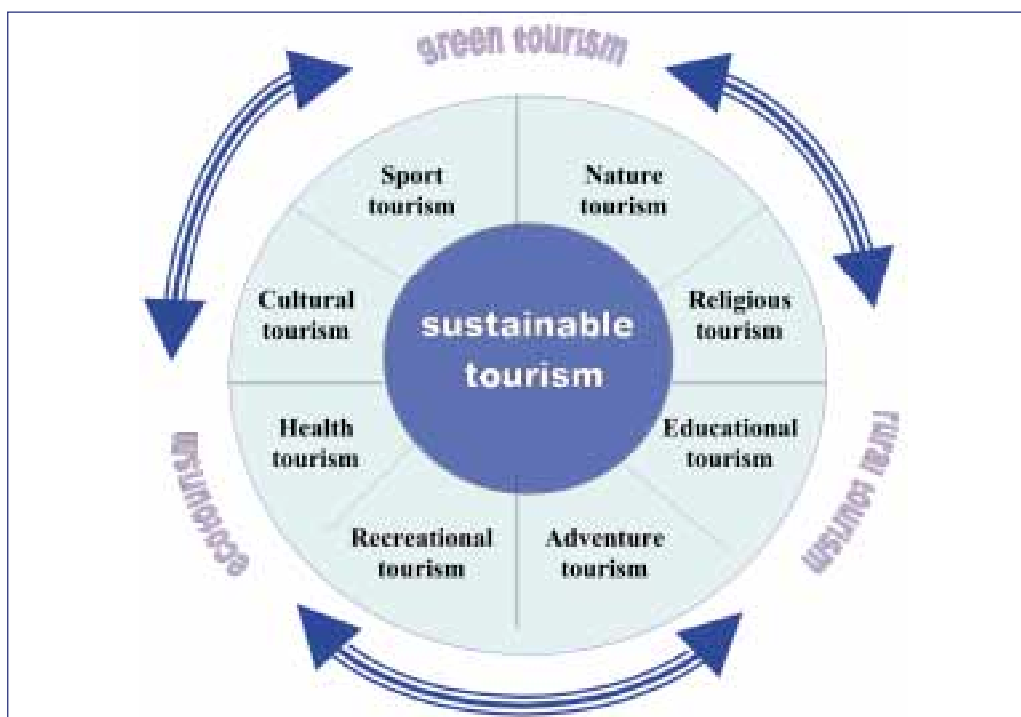 green tourism
Sport
tourism
Nature
tourism
Cultural
tourism
sustainable
tourism
Religious
tourism
Health
tourism
Educational
tourism
Recreational
tourism
Adventure
tourism
ecotourism
rural tourism